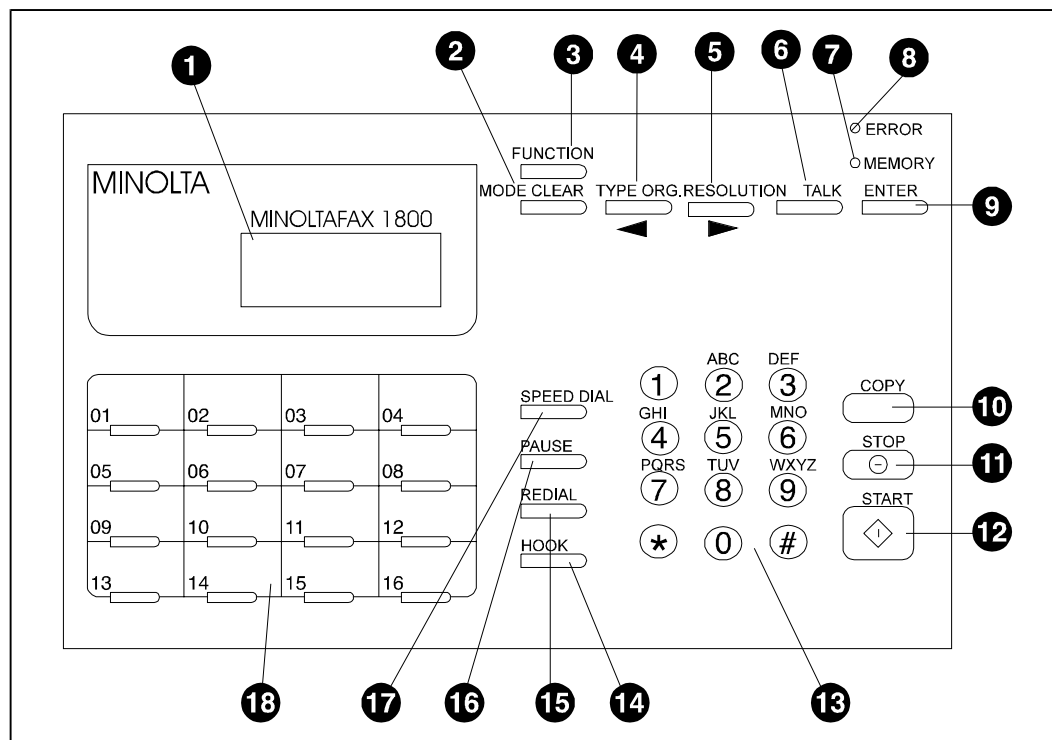 1
2
3
4
5
6
7
8
ERROR
MEMORY
FUNCTION
MODE CLEAR
TYPE ORG.
RESOLUTION
TALK
ENTER
9
MINOLTA
MINOLTAFAX 1800
01 02 03 04
05 06 07 08
09 10 11 12
13 14 15 16
SPEED DIAL
PAUSE
REDIAL
HOOK
ABC DEF
1 2 3
GHI JKL MNO
4 5 6
PQRS TUV WXYZ
7 8 9
* 0 #
COPY
10
STOP
11
START
12
18
17
16
15
14
13